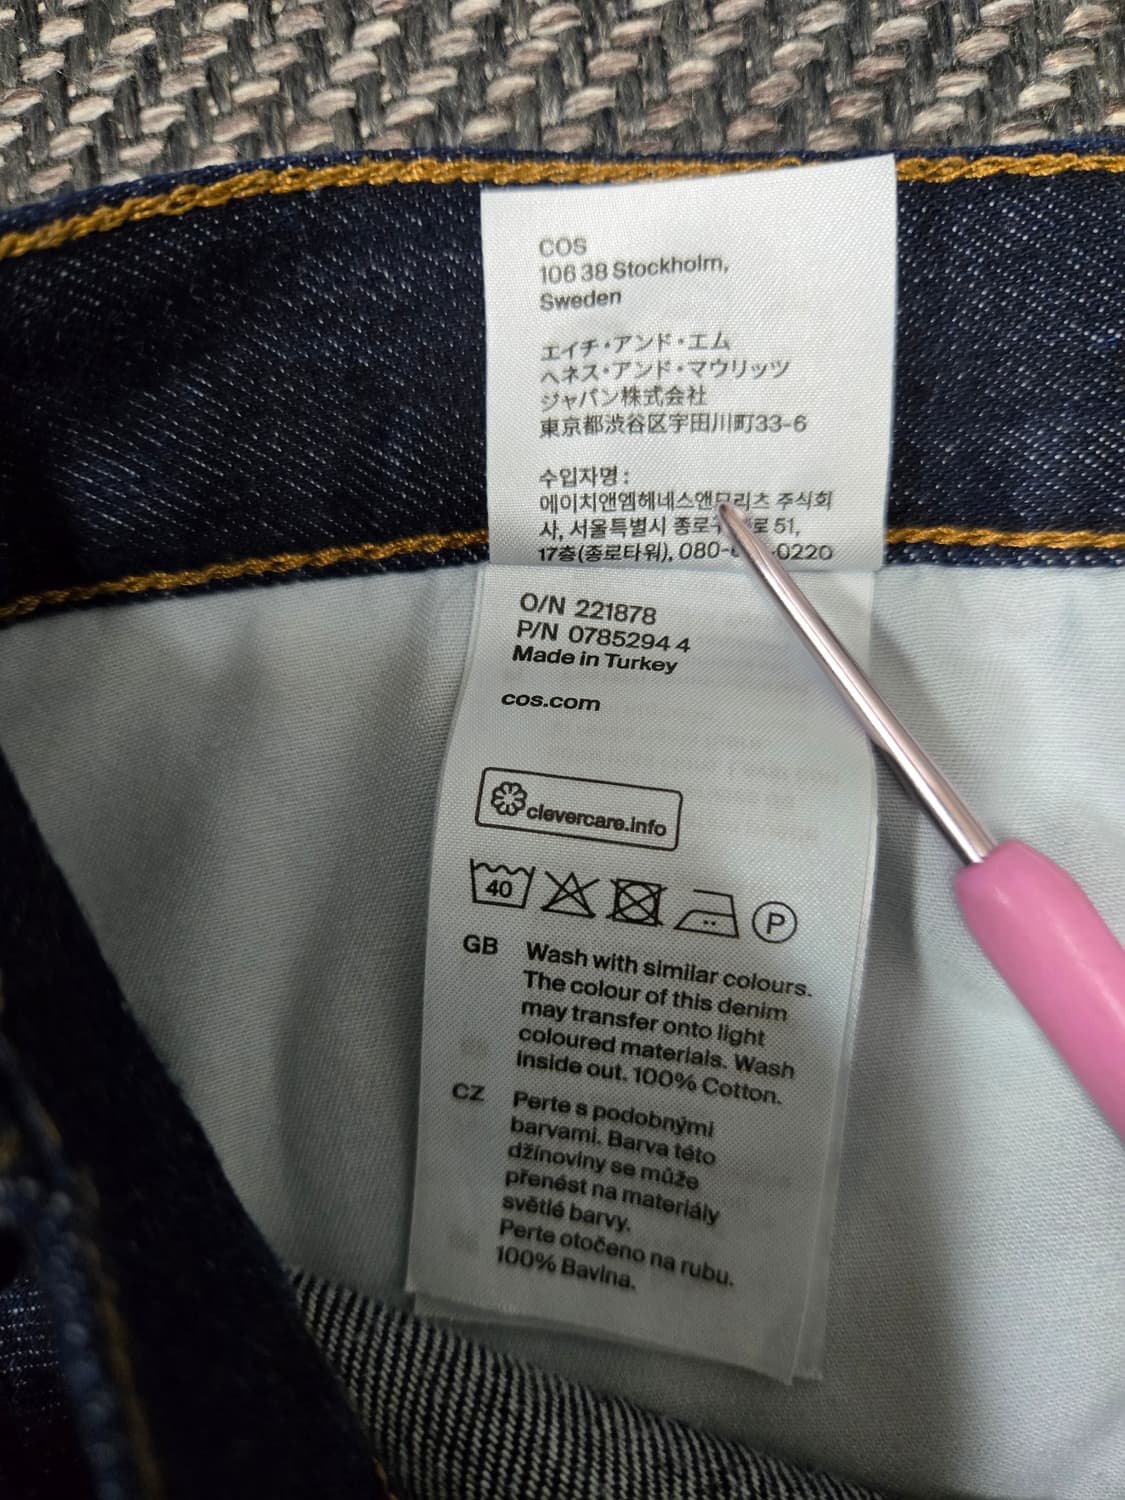 COS
106 38 Stockholm,
Sweden
エイチ・アンド・エム
ヘネス・アンド・マウリッツ
ジャパン株式会社
東京都渋谷区宇田川町33-6
수입자명 :
에이치앤엠헤네스앤모리츠 주식회
사, 서울특별시 51,
17층(종로타워),
O/N 221878
P/N 0785294 4
Made in Turkey
cos.com
clevercare.info
40
P
GB Wash with similar colours.
The colour of this denim
may transfer onto light
coloured materials. Wash
inside out. 100% Cotton.
CZ Perte s podobnými
barvami. Barva této
džínoviny se může
přenést na materiály
světlé barvy.
Perte otočeno na rubu.
100% Bavlna.